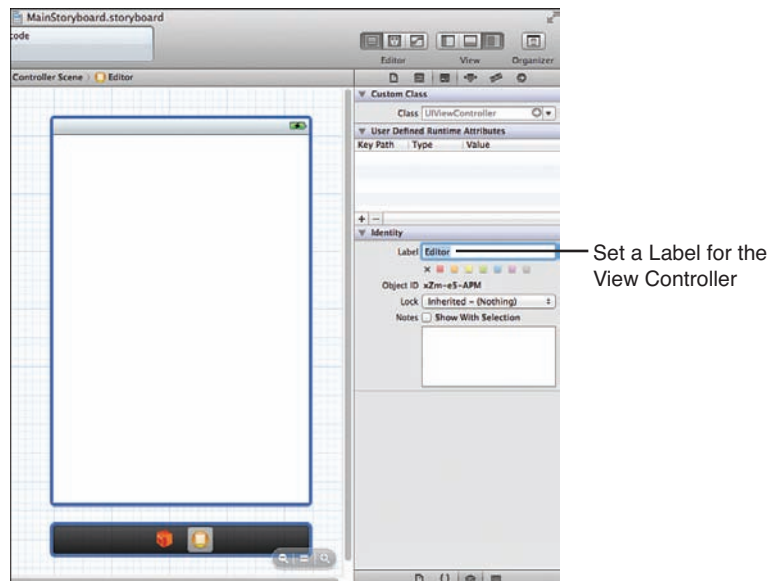 MainStoryboard.storyboard
code
Editor
View
Organizer
Controller Scene
Editor
Custom Class
Class UIViewController
User Defined Runtime Attributes
Key Path Type Value
+ -
Identity
Label Editor
Set a Label for the
View Controller
Object ID xZm-e5-APM
Lock Inherited - (Nothing)
Notes Show With Selection